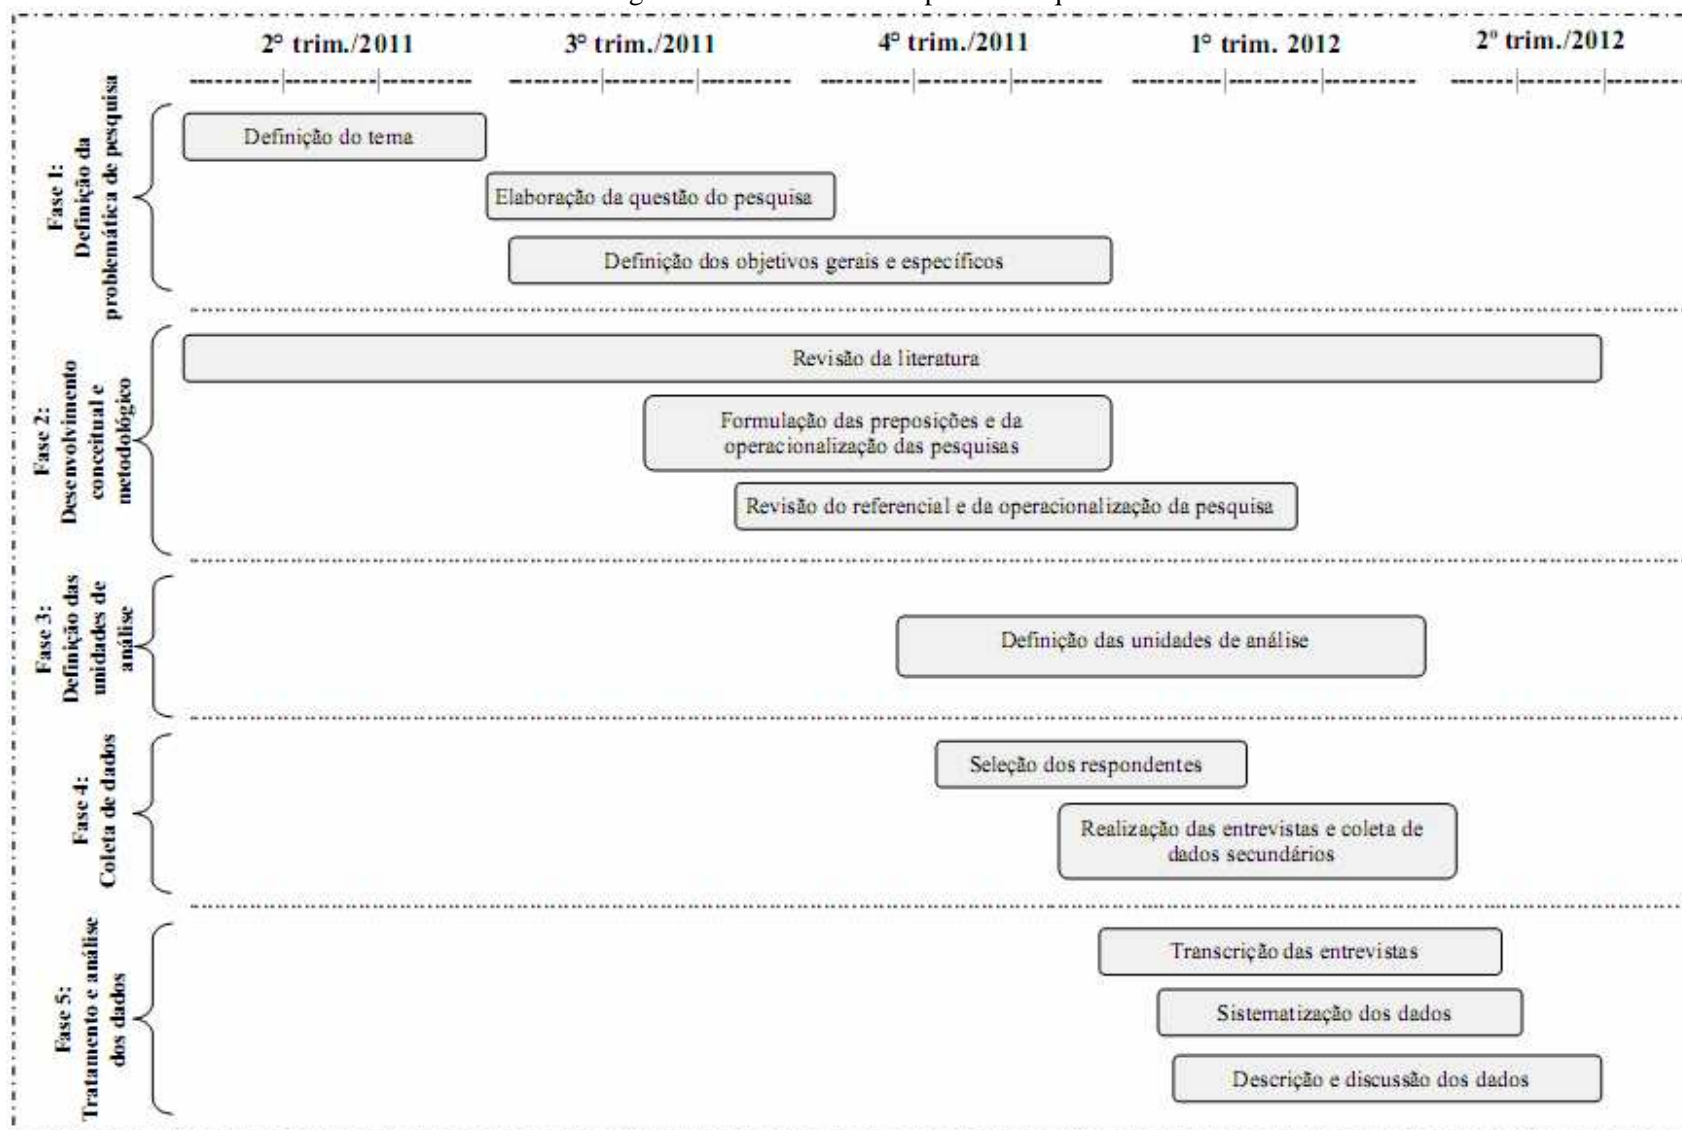 2° trim./2011
3° trim./2011
4° trim./2011
1° trim. 2012
2º trim./2012
Fase 1:
Definição da
problemática de pesquisa
Definição do tema
Elaboração da questão do pesquisa
Definição dos objetivos gerais e específicos
Fase 2:
Desenvolvimento
conceitual e
metodológico
Revisão da literatura
Formulação das preposições e da
operacionalização das pesquisas
Revisão do referencial e da operacionalização da pesquisa
Fase 3:
Definição das
unidades de
análise
Definição das unidades de análise
Fase 4:
Coleta de dados
Seleção dos respondentes
Realização das entrevistas e coleta de
dados secundários
Fase 5:
Tratamento e análise
dos dados
Transcrição das entrevistas
Sistematização dos dados
Descrição e discussão dos dados